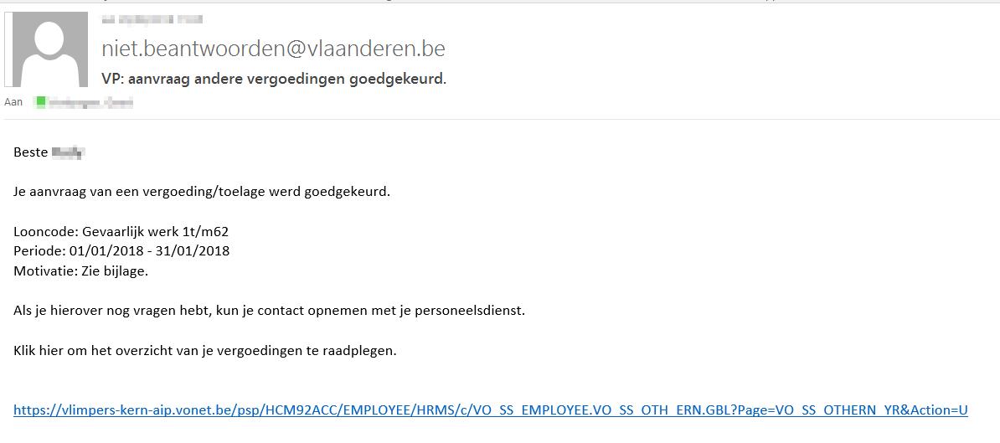 niet.beantwoorden@vlaanderen.be
VP: aanvraag andere vergoedingen goedgekeurd.
Aan
Beste
Je aanvraag van een vergoeding/toelage werd goedgekeurd.
Looncode: Gevaarlijk werk 1t/m62
Periode: 01/01/2018 - 31/01/2018
Motivatie: Zie bijlage.
Als je hierover nog vragen hebt, kun je contact opnemen met je personeelsdienst.
Klik hier om het overzicht van je vergoedingen te raadplegen.
https://vlimpers-kern-aip.vonet.be/psp/HCM92ACC/EMPLOYEE/HRMS/c/VO_SS_EMPLOYEE.VO_SS_OTH_ERN.GBL?Page=VO_SS_OTHERN_YR&Action=U